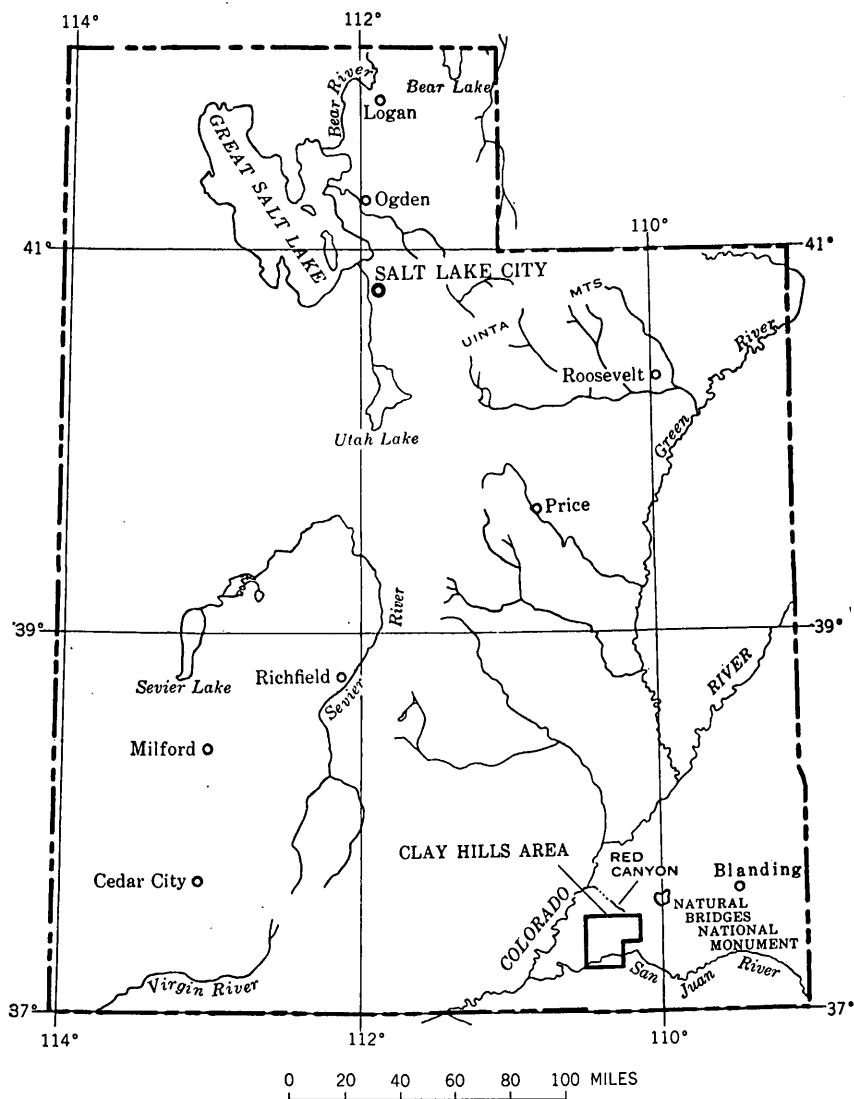 114°
112°
Bear River
Bear Lake
Logan
GREAT SALT LAKE
Ogden
110°
41°
41°
SALT LAKE CITY
UINTA MTS
Roosevelt
Green River
Utah Lake
Price
39°
39°
Sevier River
Richfield
Sevier Lake
RIVER
Milford
CLAY HILLS AREA
RED
CANYON
Blanding
Cedar City
COLORADO
NATURAL
BRIDGES
NATIONAL
MONUMENT
San Juan River
Virgin River
37°
37°
114°
112°
110°
0 20 40 60 80 100 MILES